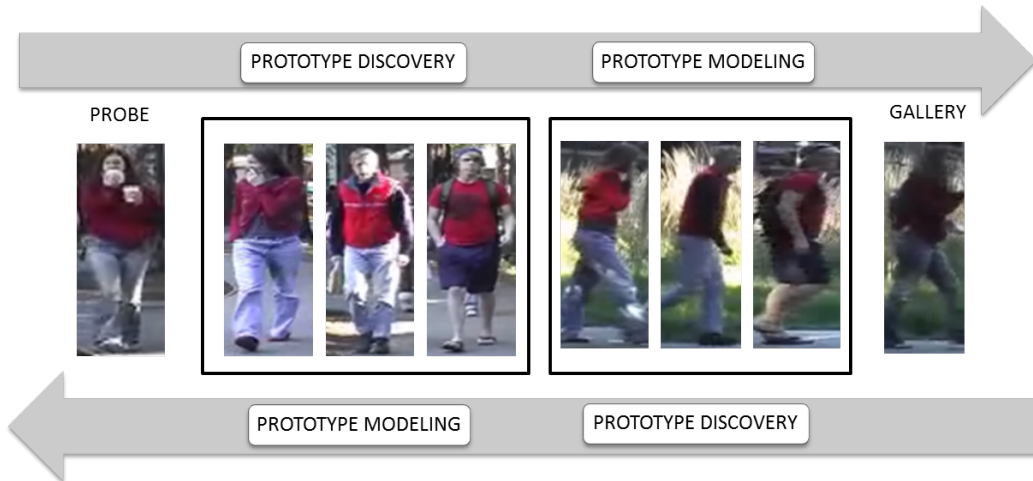 PROTOTYPE DISCOVERY
PROTOTYPE MODELING
PROBE
GALLERY
PROTOTYPE MODELING
PROTOTYPE DISCOVERY